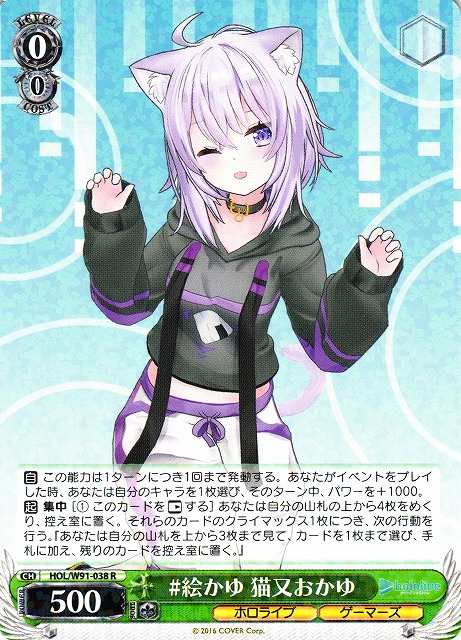 LEVEL
0
0
COST
自 この能力は1ターンにつき1回まで発動する。あなたがイベントをプレイ
した時、あなたは自分のキャラを1枚選び、そのターン中、パワーを+1000。
起 集中 [① このカードを する] あなたは自分の山札の上から4枚をめく
り、控え室に置く。それらのカードのクライマックス1枚につき、次の行動を
行う。『あなたは自分の山札を上から3枚まで見て、カードを1枚まで選び、手
札に加え、残りのカードを控え室に置く。』
CH HOL/W91-038 R
POWER 500 SOUL
#絵かゆ 猫又おかゆ
hololive
ホロライブ ゲーマーズ
© 2016 COVER Corp.